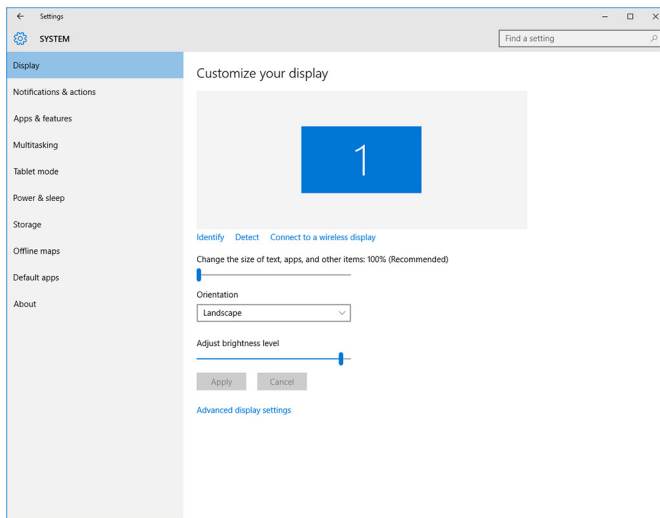 Settings
SYSTEM
Find a setting
Display
Notifications & actions
Apps & features
Multitasking
Tablet mode
Power & sleep
Storage
Offline maps
Default apps
About
Customize your display
1
Identify Detect Connect to a wireless display
Change the size of text, apps, and other items: 100% (Recommended)
Orientation
Landscape
Adjust brightness level
Apply Cancel
Advanced display settings